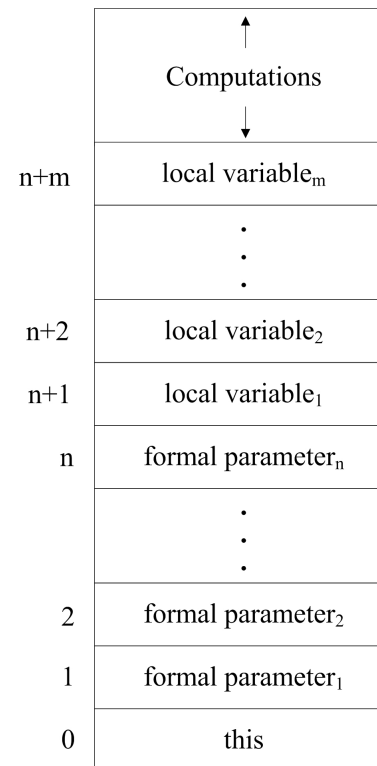 Computations
n+m local variableₘ
.
.
.
n+2 local variable₂
n+1 local variable₁
n formal parameterₙ
.
.
.
2 formal parameter₂
1 formal parameter₁
0 this